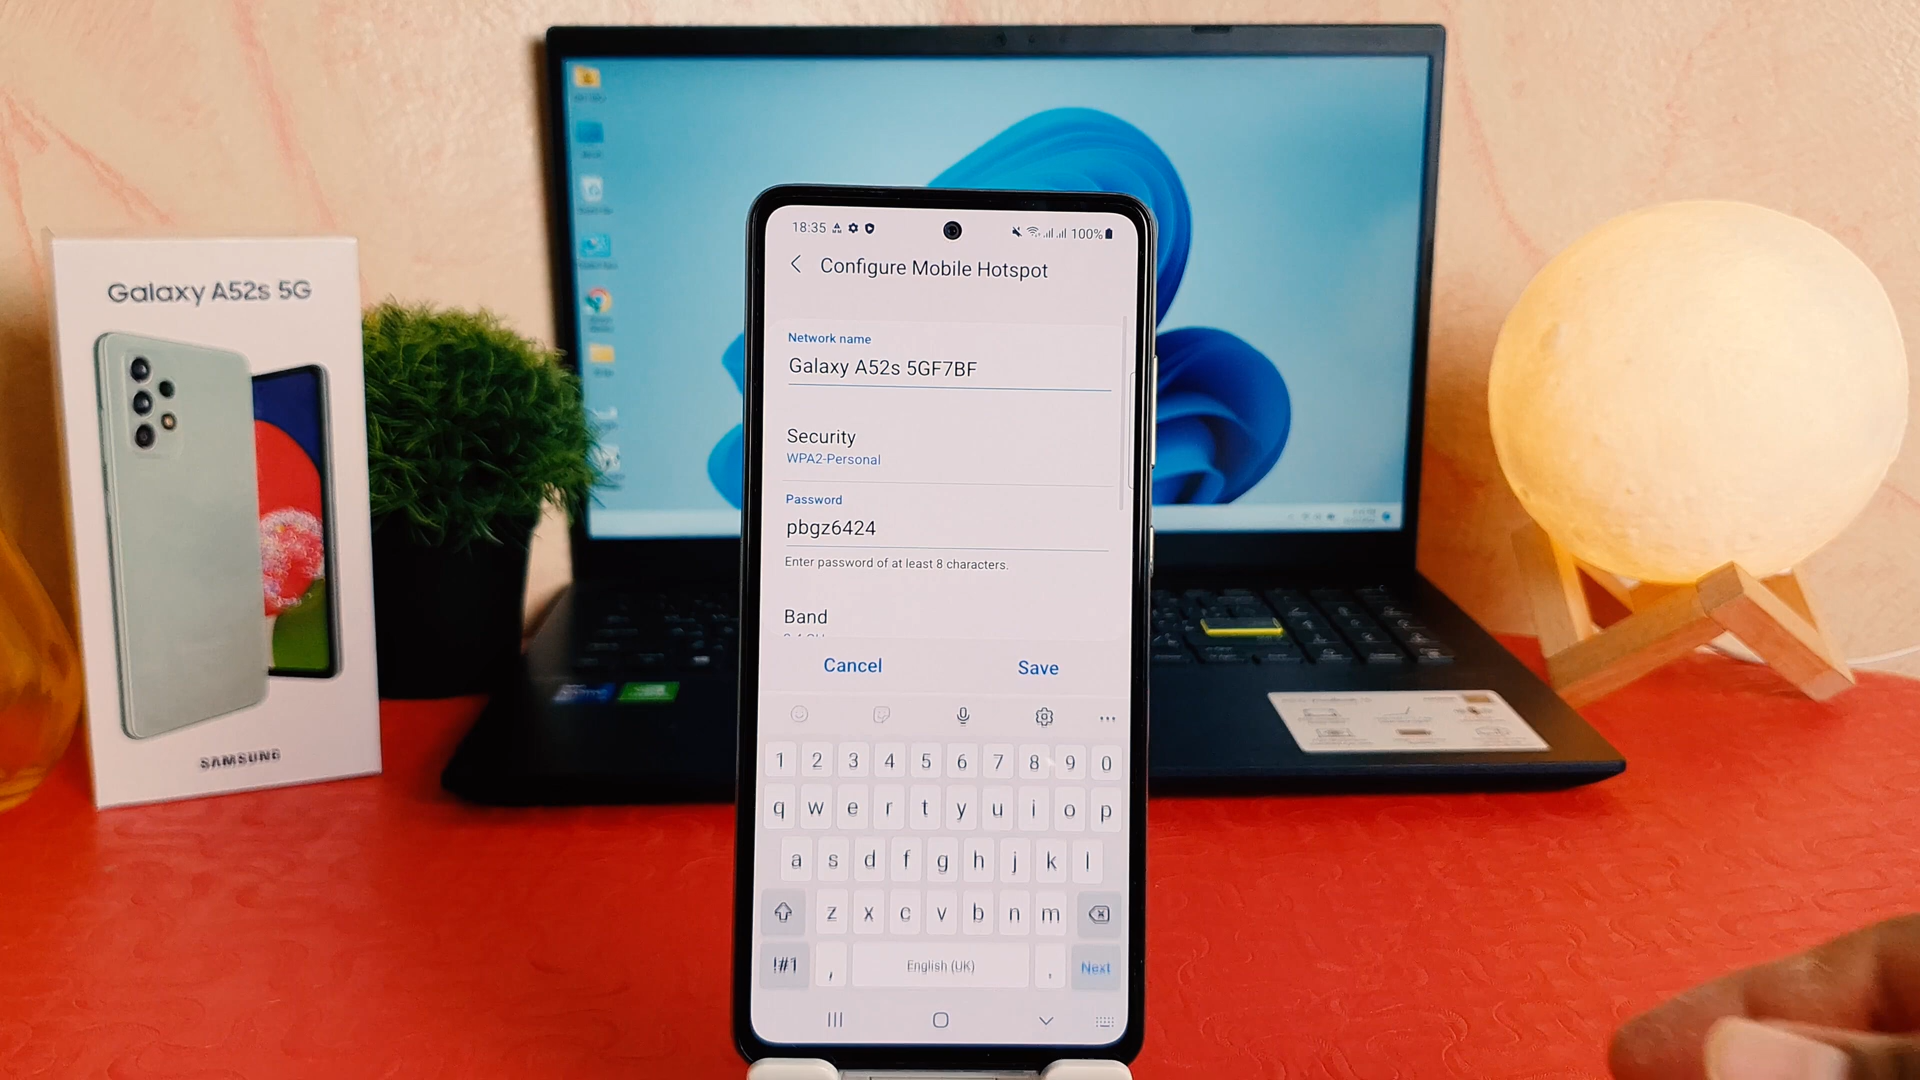 Galaxy A52s 5G
SAMSUNG
18:35
100%
Configure Mobile Hotspot
Network name
Galaxy A52s 5GF7BF
Security
WPA2-Personal
Password
pbgz6424
Enter password of at least 8 characters.
Band
Cancel
Save
1 2 3 4 5 6 7 8 9 0
q w e r t y u i o p
a s d f g h j k l
z x c v b n m
!#1 , English (UK) . Next